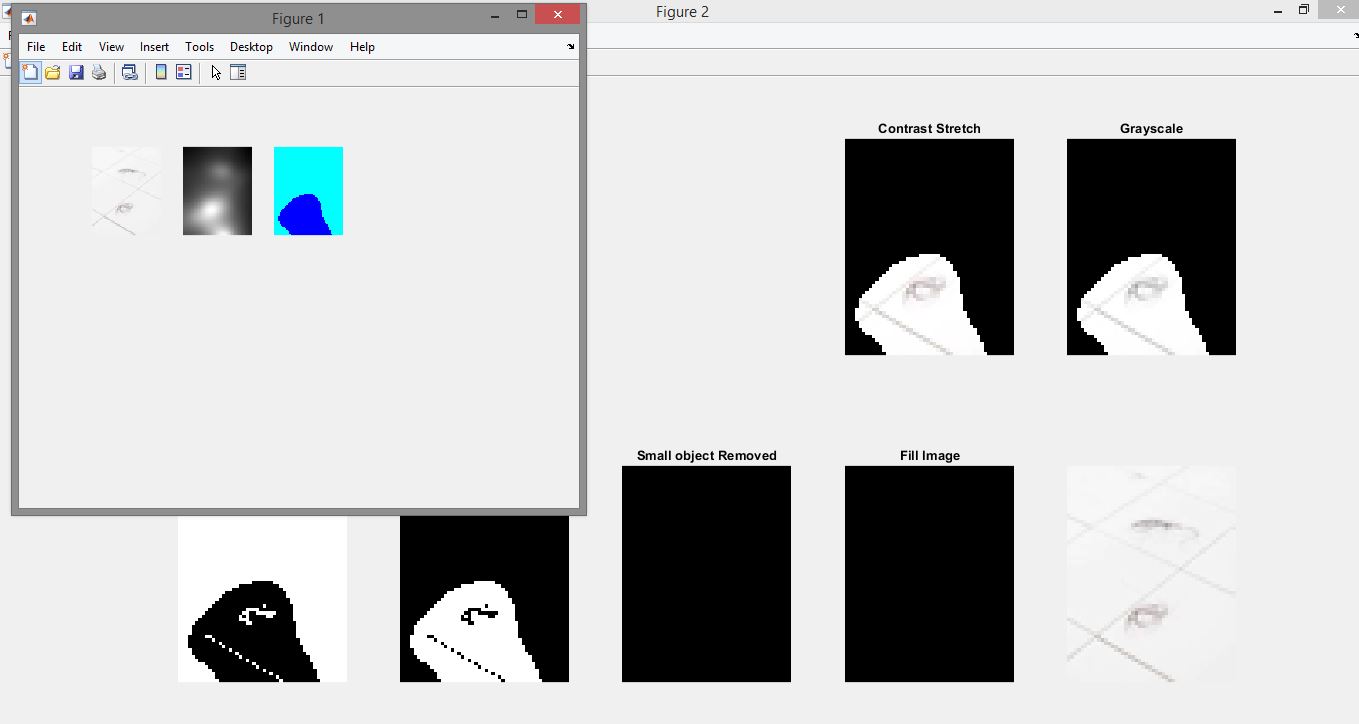 Figure 1
Figure 2
File Edit View Insert Tools Desktop Window Help
Contrast Stretch
Grayscale
Small object Removed
Fill Image